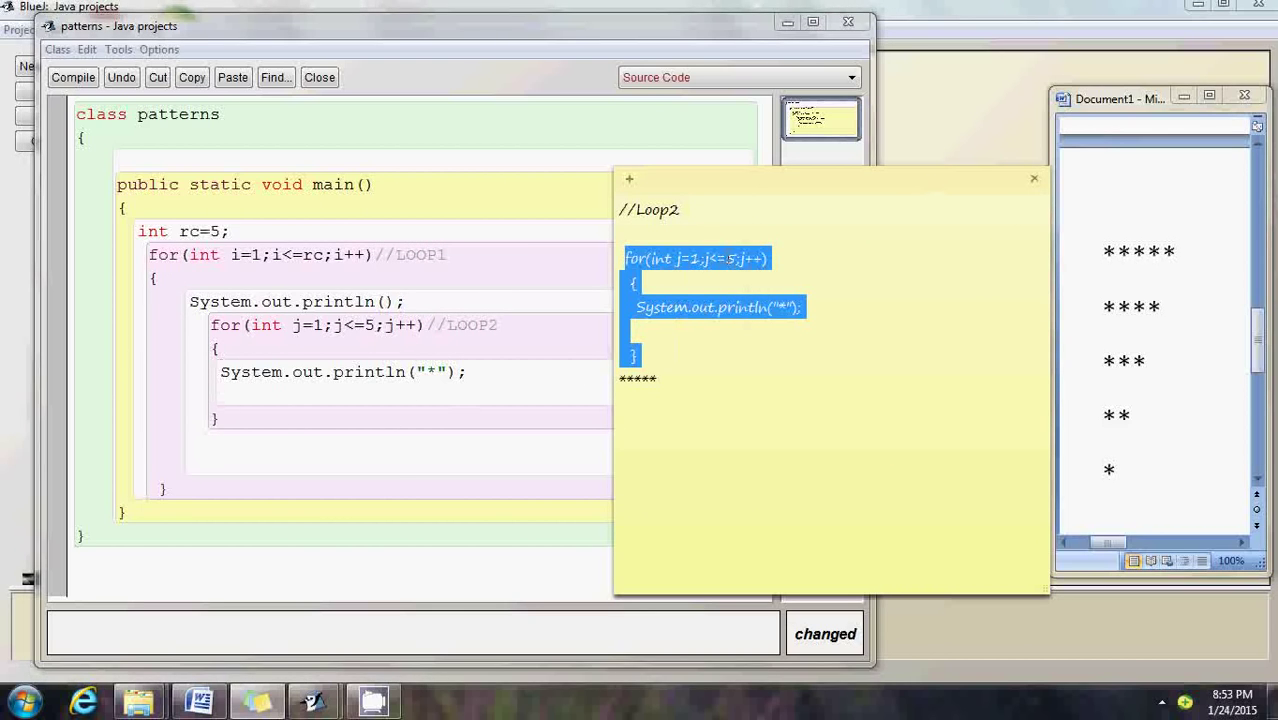 BlueJ: Java projects
Proje
Ne
patterns - Java projects
Class Edit Tools Options
Compile Undo Cut Copy Paste Find... Close
Source Code
class patterns
{
public static void main()
{
int rc=5;
for(int i=1;i<=rc;i++)//LOOP1
{
System.out.println();
for(int j=1;j<=5;j++)//LOOP2
{
System.out.println("*");
}
}
}
}
changed
//Loop2
for(int j=1;j<=5;j++)
{
System.out.println("*");
}
*****
Document1 - Mi...
*****
****
***
**
*
100%
8:53 PM
1/24/2015